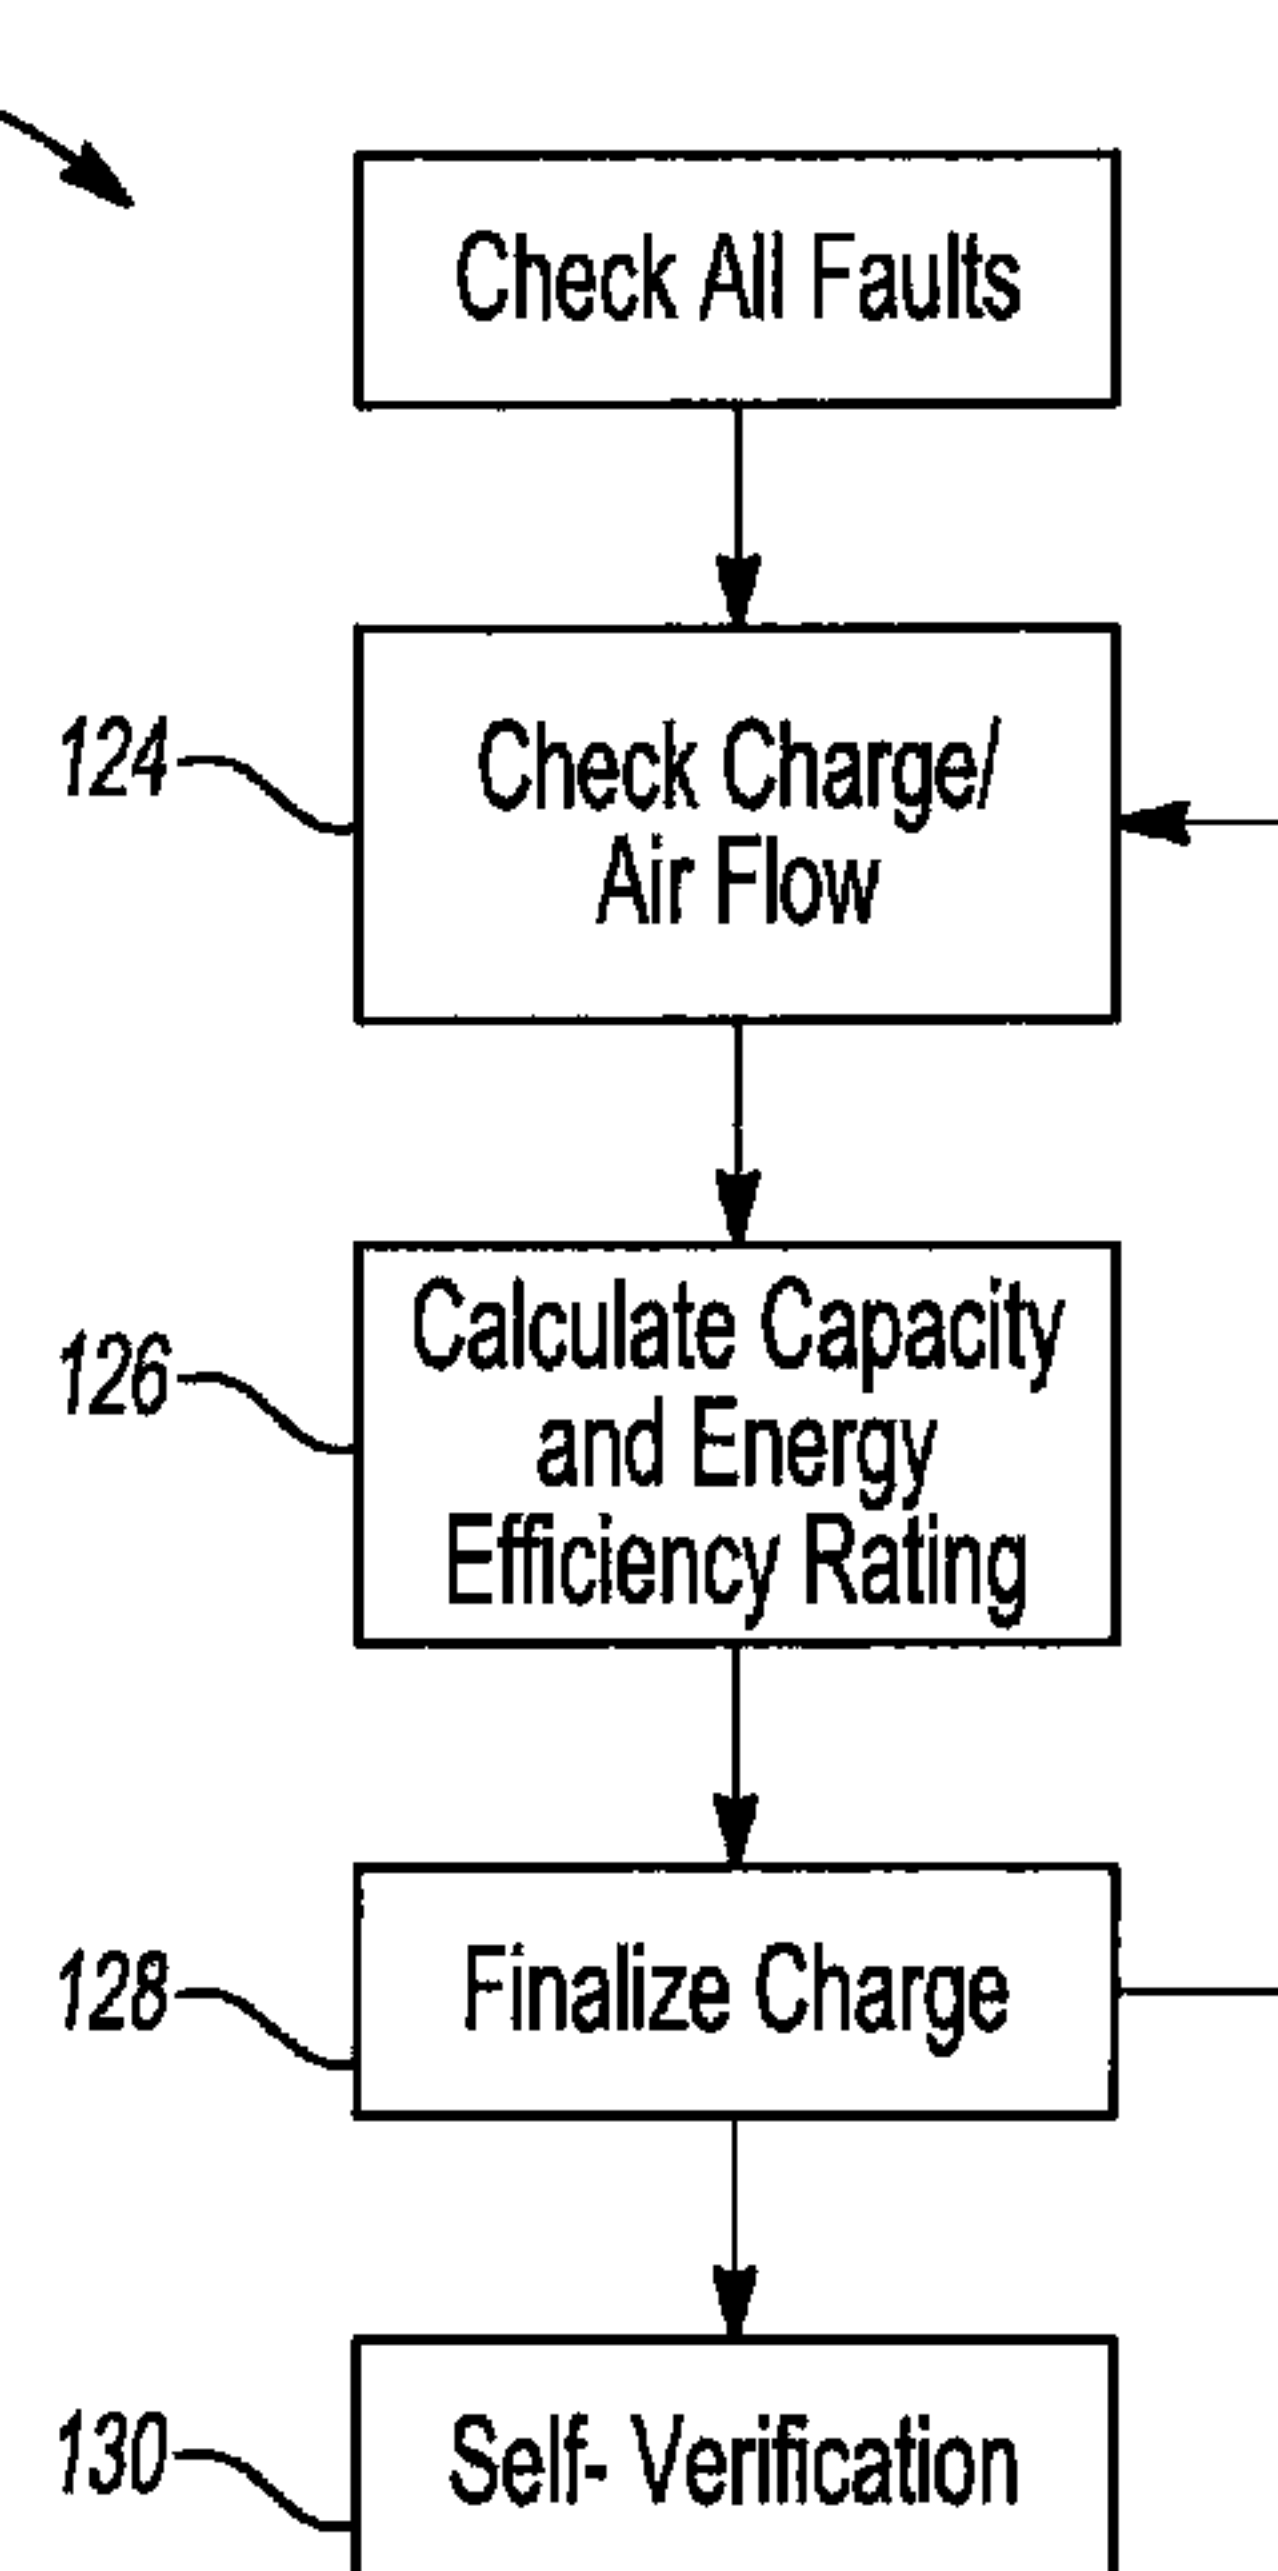 Check All Faults
124
Check Charge/
Air Flow
126
Calculate Capacity
and Energy
Efficiency Rating
128
Finalize Charge
130
Self- Verification